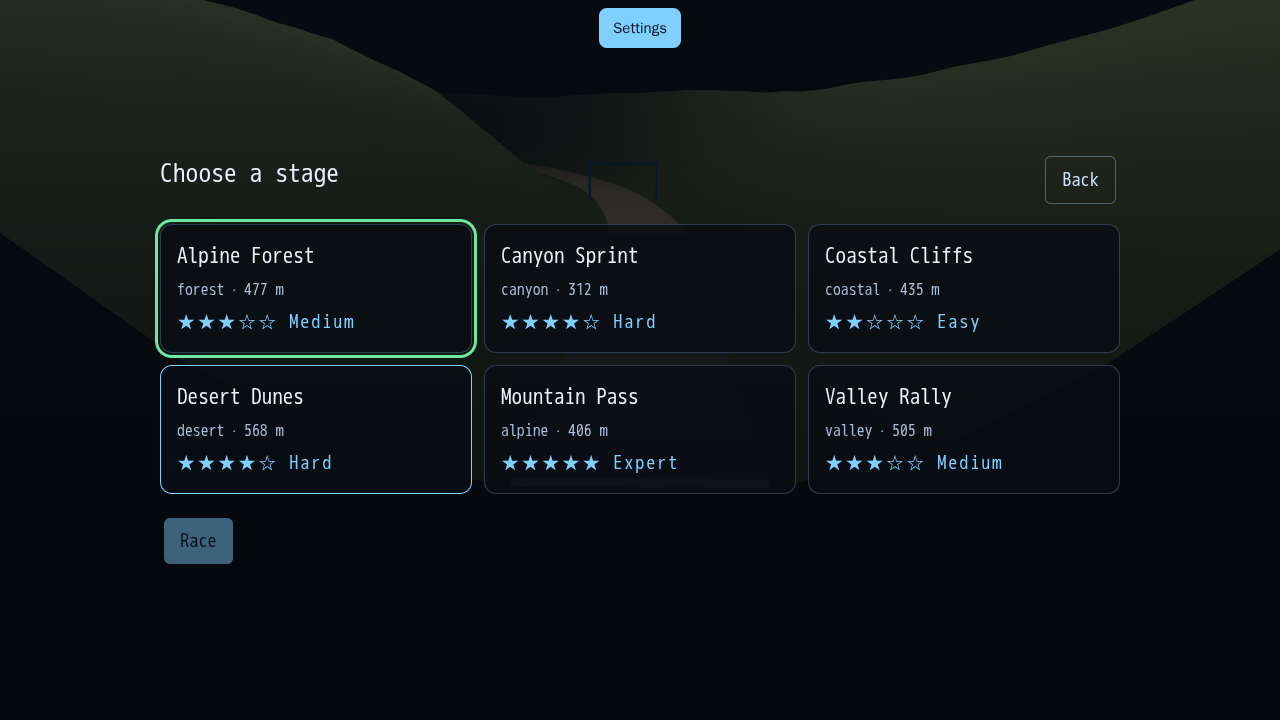 Settings
Choose a stage
Back
Alpine Forest
forest · 477 m
★★★☆☆ Medium
Canyon Sprint
canyon · 312 m
★★★★☆ Hard
Coastal Cliffs
coastal · 435 m
★★☆☆☆ Easy
Desert Dunes
desert · 568 m
★★★★☆ Hard
Mountain Pass
alpine · 406 m
★★★★★ Expert
Valley Rally
valley · 505 m
★★★☆☆ Medium
Race